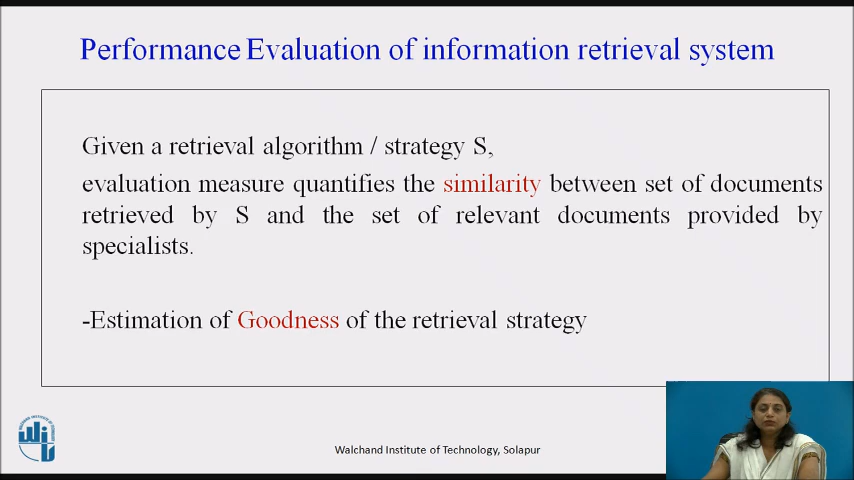 Performance Evaluation of information retrieval system
Given a retrieval algorithm / strategy S,
evaluation measure quantifies the similarity between set of documents
retrieved by S and the set of relevant documents provided by
specialists.
-Estimation of Goodness of the retrieval strategy
Walchand Institute of Technology, Solapur